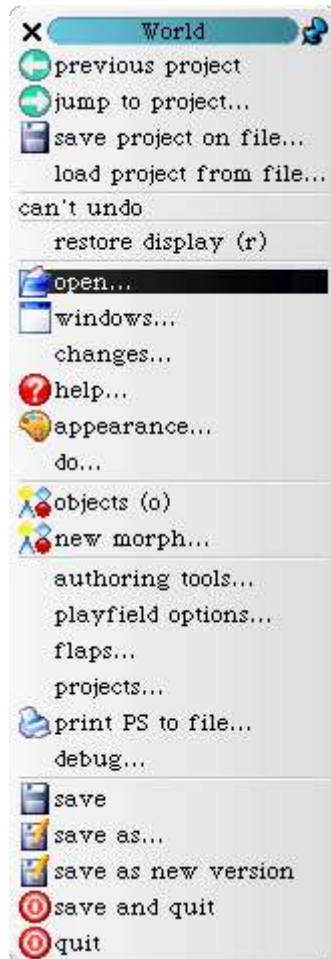 World
previous project
jump to project...
save project on file...
load project from file...
can't undo
restore display (r)
open...
windows...
changes...
help...
appearance...
do...
objects (o)
new morph...
authoring tools...
playfield options...
flaps...
projects...
print PS to file...
debug...
save
save as...
save as new version
save and quit
quit